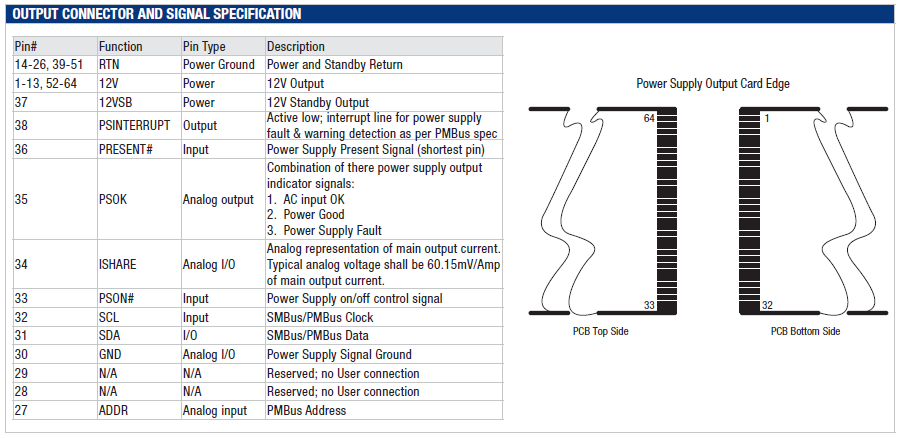 OUTPUT CONNECTOR AND SIGNAL SPECIFICATION
Pin# Function Pin Type Description
14-26, 39-51 RTN Power Ground Power and Standby Return
1-13, 52-64 12V Power 12V Output
37 12VSB Power 12V Standby Output
38 PSINTERRUPT Output Active low; interrupt line for power supply
fault & warning detection as per PMBus spec
36 PRESENT# Input Power Supply Present Signal (shortest pin)
35 PSOK Analog output Combination of there power supply output
indicator signals:
1. AC input OK
2. Power Good
3. Power Supply Fault
34 ISHARE Analog I/O Analog representation of main output current.
Typical analog voltage shall be 60.15mV/Amp
of main output current.
33 PSON# Input Power Supply on/off control signal
32 SCL Input SMBus/PMBus Clock
31 SDA I/O SMBus/PMBus Data
30 GND Analog I/O Power Supply Signal Ground
29 N/A N/A Reserved; no User connection
28 N/A N/A Reserved; no User connection
27 ADDR Analog input PMBus Address
Power Supply Output Card Edge
64 1
33 32
PCB Top Side PCB Bottom Side